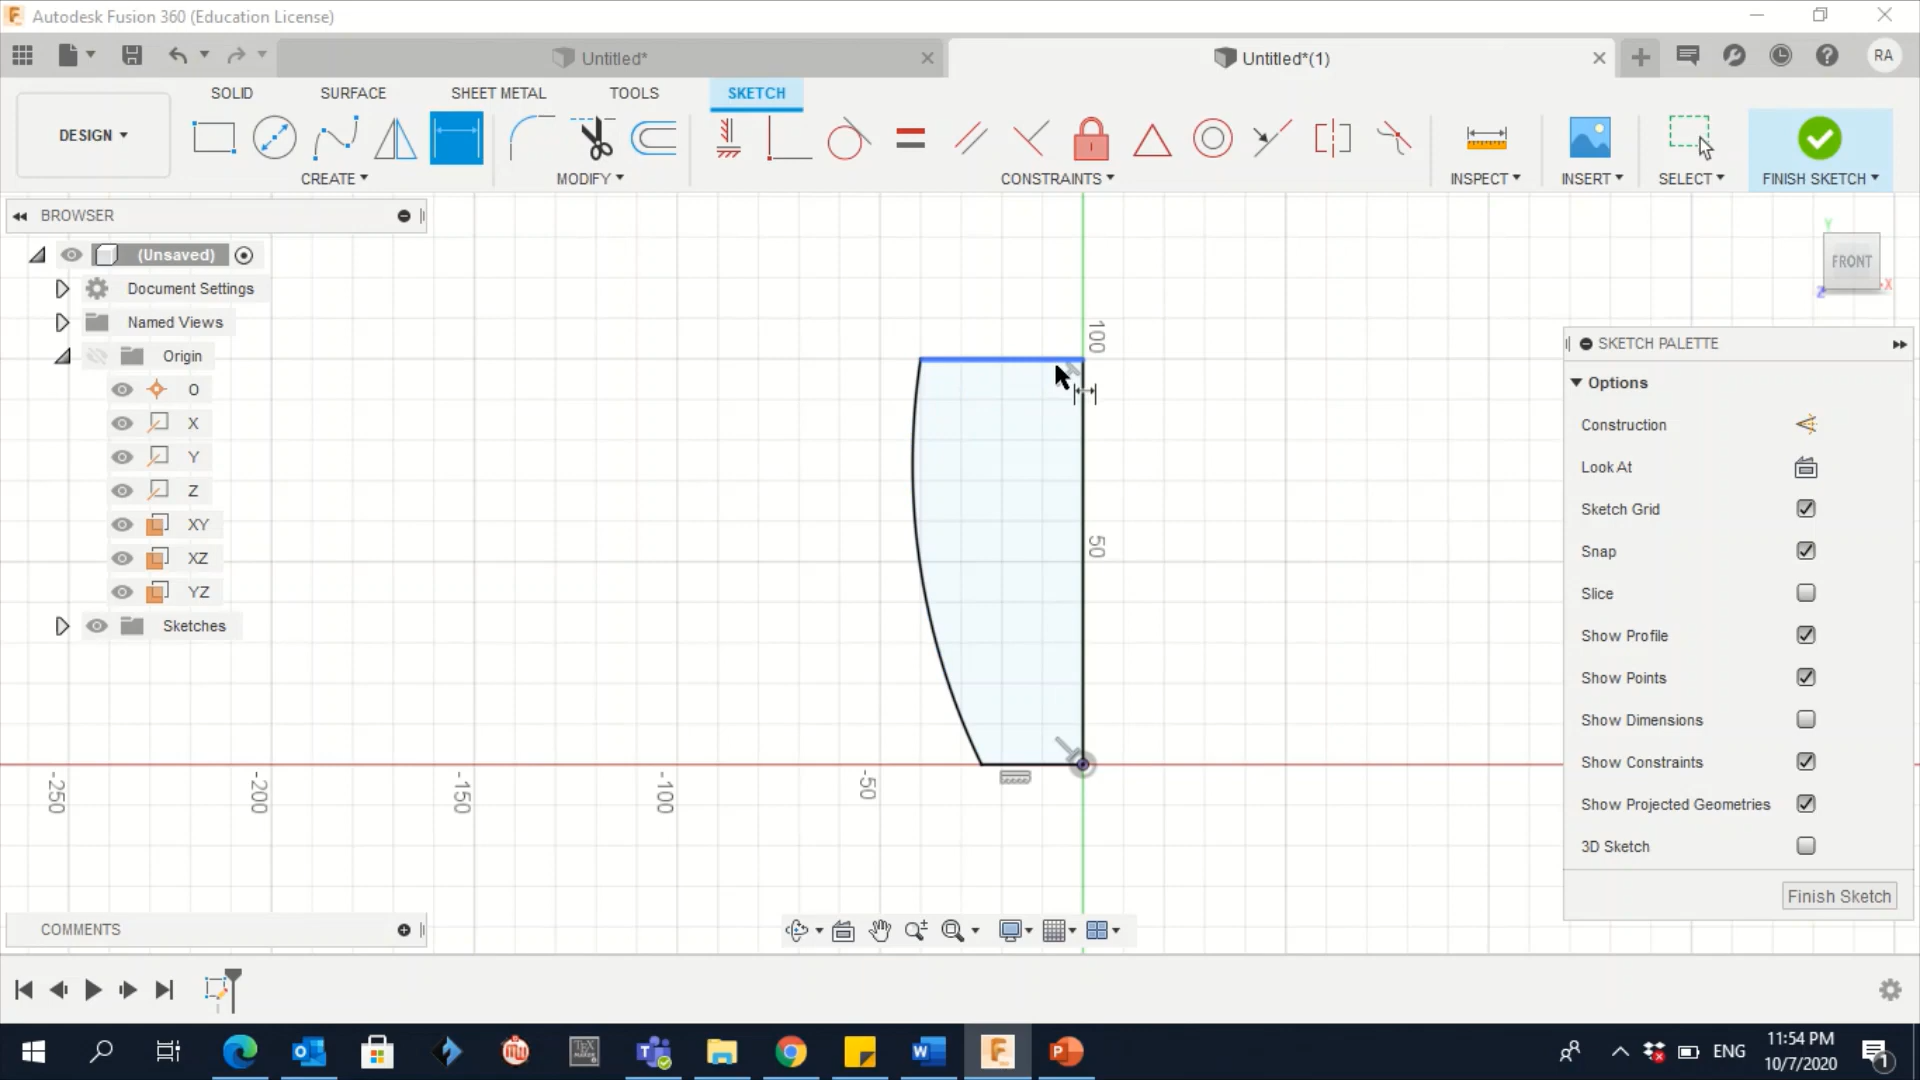 Autodesk Fusion 360 (Education License)
Untitled*
Untitled*(1)
RA
SOLID SURFACE SHEET METAL TOOLS SKETCH
DESIGN
CREATE MODIFY CONSTRAINTS INSPECT INSERT SELECT FINISH SKETCH
BROWSER
(Unsaved)
Document Settings
Named Views
Origin
O
X
Y
Z
XY
XZ
YZ
Sketches
Y
FRONT
X
Z
100
50
-250
-200
-150
-100
-50
SKETCH PALETTE
Options
Construction
Look At
Sketch Grid
Snap
Slice
Show Profile
Show Points
Show Dimensions
Show Constraints
Show Projected Geometries
3D Sketch
Finish Sketch
COMMENTS
ENG
11:54 PM
10/7/2020
1